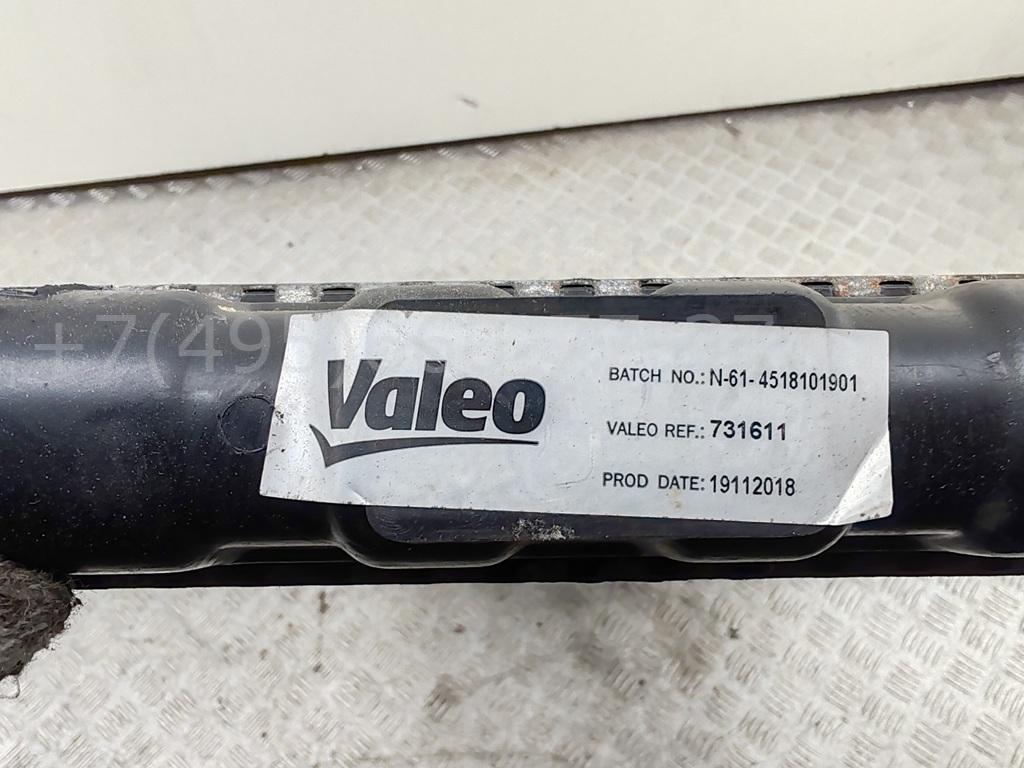 Valeo
BATCH NO.: N-61- 4518101901
VALEO REF.: 731611
PROD DATE: 19112018